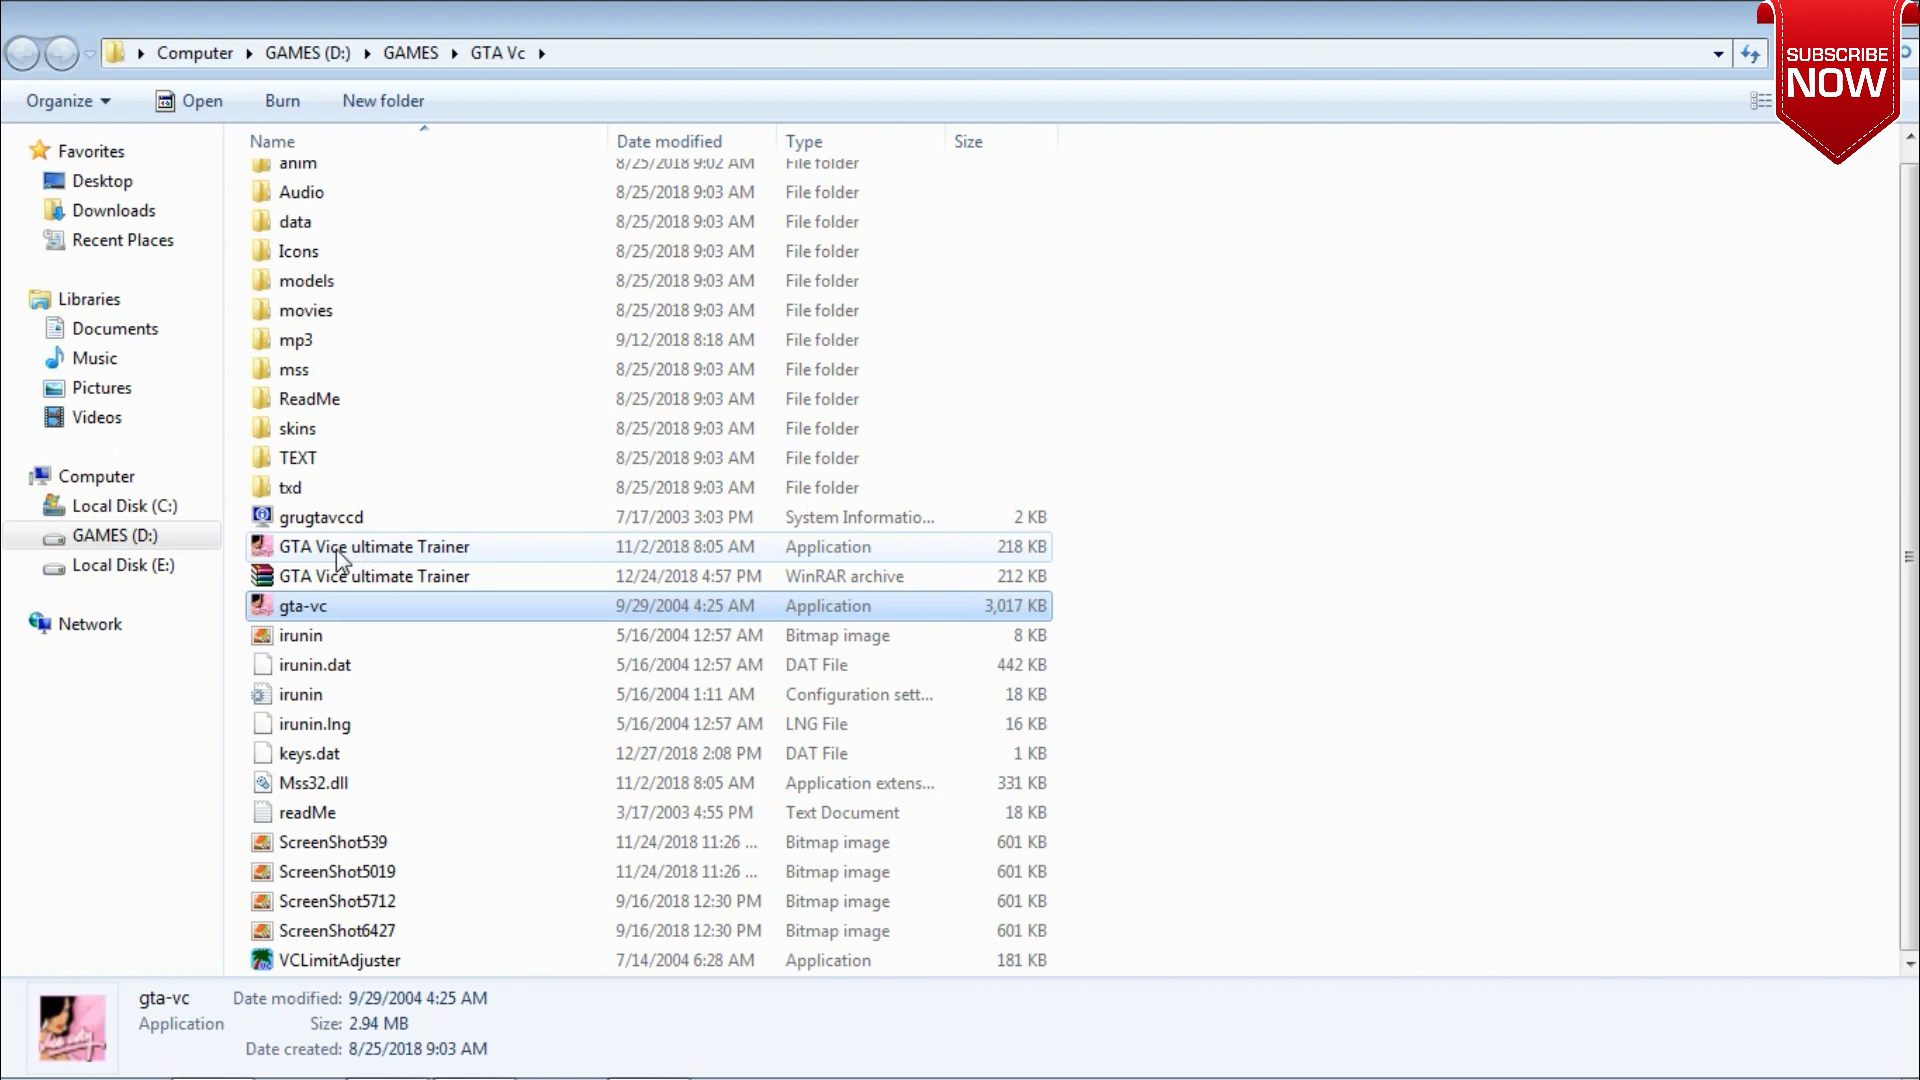 Computer GAMES (D:) GAMES GTA Vc
SUBSCRIBE
NOW
Organize Open Burn New folder
Name Date modified Type Size
Favorites
Desktop
Downloads
Recent Places
Libraries
Documents
Music
Pictures
Videos
Computer
Local Disk (C:)
GAMES (D:)
Local Disk (E:)
Network
anim 8/25/2018 9:02 AM File folder
Audio 8/25/2018 9:03 AM File folder
data 8/25/2018 9:03 AM File folder
Icons 8/25/2018 9:03 AM File folder
models 8/25/2018 9:03 AM File folder
movies 8/25/2018 9:03 AM File folder
mp3 9/12/2018 8:18 AM File folder
mss 8/25/2018 9:03 AM File folder
ReadMe 8/25/2018 9:03 AM File folder
skins 8/25/2018 9:03 AM File folder
TEXT 8/25/2018 9:03 AM File folder
txd 8/25/2018 9:03 AM File folder
grugtavccd 7/17/2003 3:03 PM System Informatio... 2 KB
GTA Vice ultimate Trainer 11/2/2018 8:05 AM Application 218 KB
GTA Vice ultimate Trainer 12/24/2018 4:57 PM WinRAR archive 212 KB
gta-vc 9/29/2004 4:25 AM Application 3,017 KB
irunin 5/16/2004 12:57 AM Bitmap image 8 KB
irunin.dat 5/16/2004 12:57 AM DAT File 442 KB
irunin 5/16/2004 1:11 AM Configuration sett... 18 KB
irunin.lng 5/16/2004 12:57 AM LNG File 16 KB
keys.dat 12/27/2018 2:08 PM DAT File 1 KB
Mss32.dll 11/2/2018 8:05 AM Application extens... 331 KB
readMe 3/17/2003 4:55 PM Text Document 18 KB
ScreenShot539 11/24/2018 11:26 ... Bitmap image 601 KB
ScreenShot5019 11/24/2018 11:26 ... Bitmap image 601 KB
ScreenShot5712 9/16/2018 12:30 PM Bitmap image 601 KB
ScreenShot6427 9/16/2018 12:30 PM Bitmap image 601 KB
VCLimitAdjuster 7/14/2004 6:28 AM Application 181 KB
gta-vc Date modified: 9/29/2004 4:25 AM
Application Size: 2.94 MB
Date created: 8/25/2018 9:03 AM